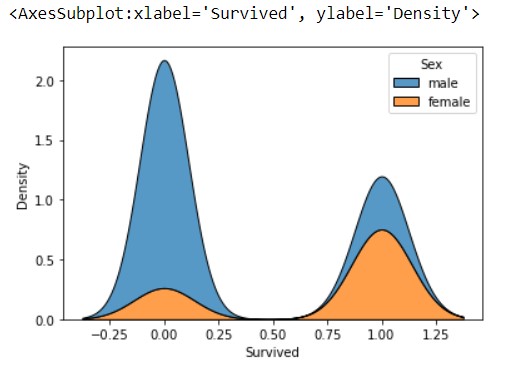 <AxesSubplot:xlabel='Survived', ylabel='Density'>
Sex
male
female
Density
2.0
1.5
1.0
0.5
0.0
−0.25 0.00 0.25 0.50 0.75 1.00 1.25
Survived